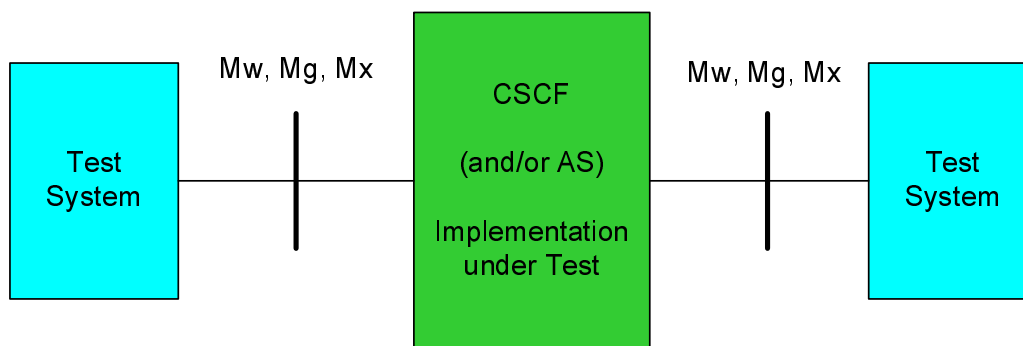 Test
System
Mw, Mg, Mx
CSCF
(and/or AS)
Implementation
under Test
Mw, Mg, Mx
Test
System